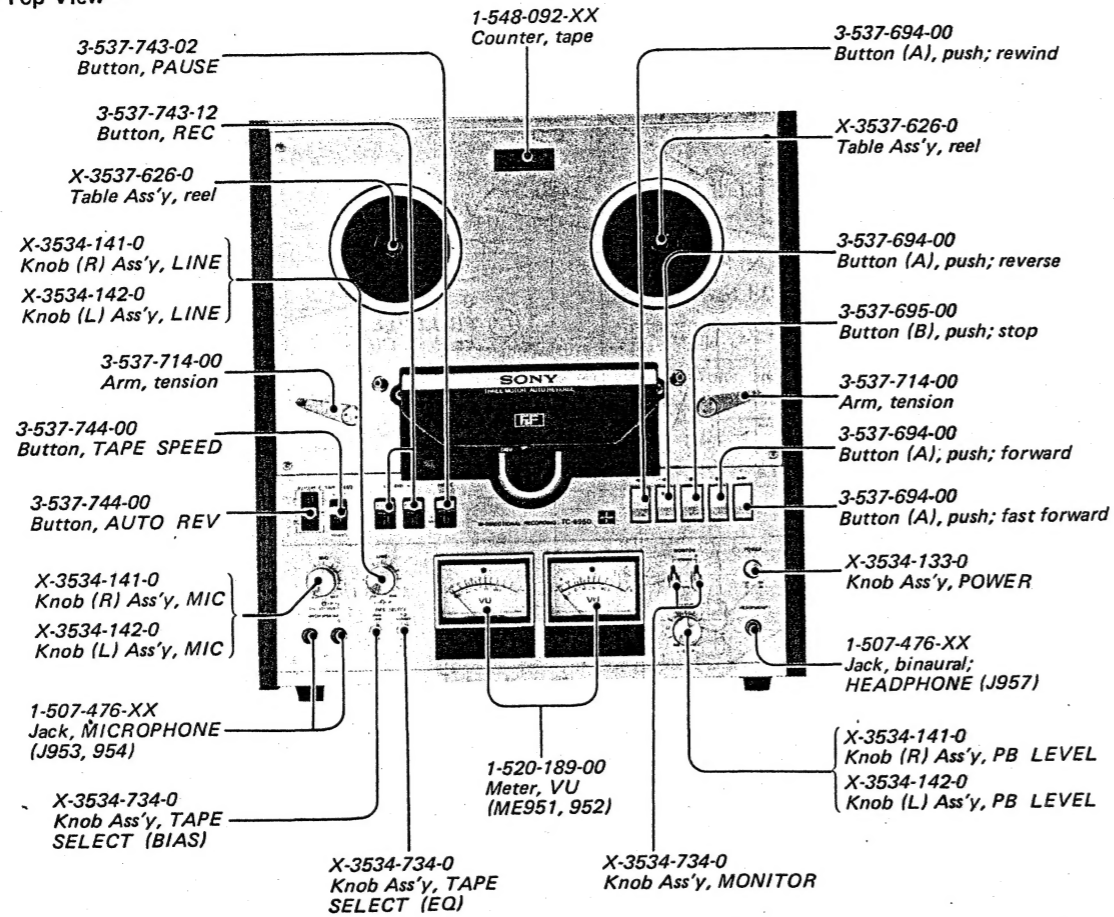 Top View
1-548-092-XX
Counter, tape
3-537-743-02
Button, PAUSE
3-537-743-12
Button, REC
X-3537-626-0
Table Ass'y, reel
X-3534-141-0
Knob (R) Ass'y, LINE
X-3534-142-0
Knob (L) Ass'y, LINE
3-537-714-00
Arm, tension
3-537-744-00
Button, TAPE SPEED
3-537-744-00
Button, AUTO REV
X-3534-141-0
Knob (R) Ass'y, MIC
X-3534-142-0
Knob (L) Ass'y, MIC
1-507-476-XX
Jack, MICROPHONE
(J953, 954)
X-3534-734-0
Knob Ass'y, TAPE
SELECT (BIAS)
X-3534-734-0
Knob Ass'y, TAPE
SELECT (EQ)
1-520-189-00
Meter, VU
(ME951, 952)
X-3534-734-0
Knob Ass'y, MONITOR
3-537-694-00
Button (A), push; rewind
X-3537-626-0
Table Ass'y, reel
3-537-694-00
Button (A), push; reverse
3-537-695-00
Button (B), push; stop
3-537-714-00
Arm, tension
3-537-694-00
Button (A), push; forward
3-537-694-00
Button (A), push; fast forward
X-3534-133-0
Knob Ass'y, POWER
1-507-476-XX
Jack, binaural;
HEADPHONE (J957)
X-3534-141-0
Knob (R) Ass'y, PB LEVEL
X-3534-142-0
Knob (L) Ass'y, PB LEVEL
SONY
THREE MOTOR AUTO REVERSE
VU
VU